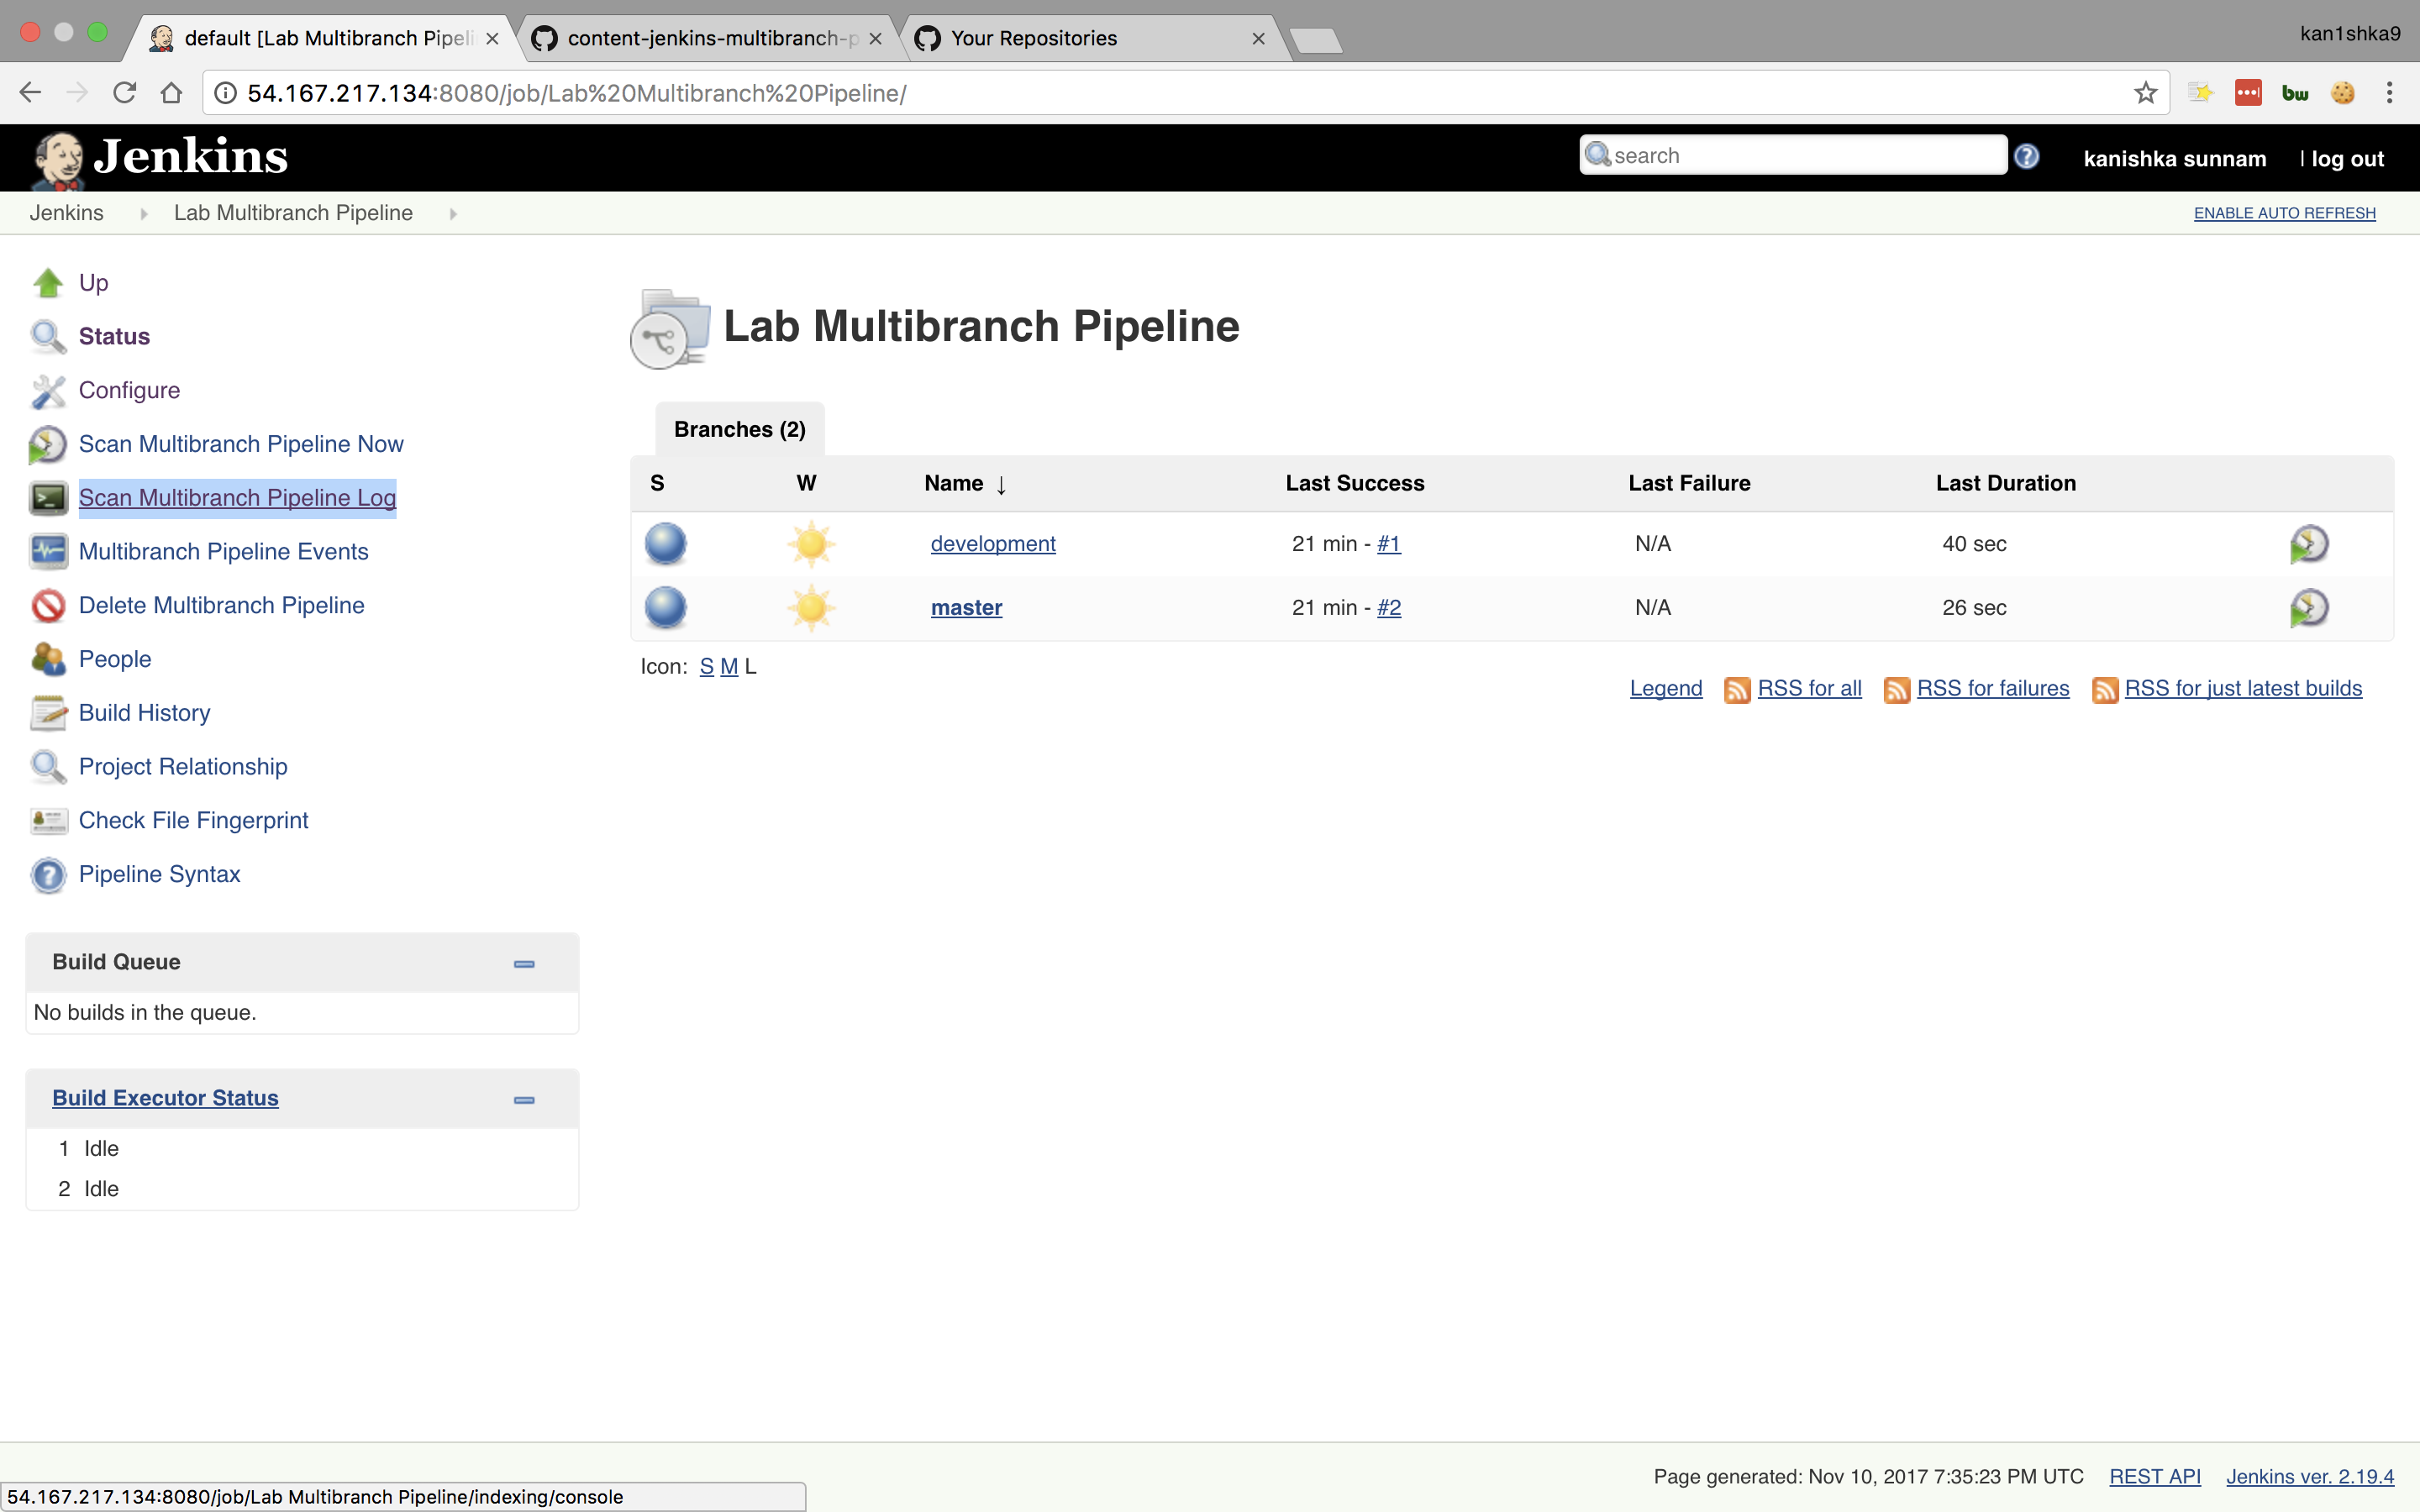 default [Lab Multibranch Pipeli
content-jenkins-multibranch-p
Your Repositories
kan1shka9
54.167.217.134:8080/job/Lab%20Multibranch%20Pipeline/
bw
Jenkins
search
kanishka sunnam
| log out
Jenkins
Lab Multibranch Pipeline
ENABLE AUTO REFRESH
Up
Status
Configure
Scan Multibranch Pipeline Now
Scan Multibranch Pipeline Log
Multibranch Pipeline Events
Delete Multibranch Pipeline
People
Build History
Project Relationship
Check File Fingerprint
Pipeline Syntax
Build Queue
No builds in the queue.
Build Executor Status
1 Idle
2 Idle
Lab Multibranch Pipeline
Branches (2)
S W Name ↓ Last Success Last Failure Last Duration
development 21 min - #1 N/A 40 sec
master 21 min - #2 N/A 26 sec
Icon: S M L
Legend RSS for all RSS for failures RSS for just latest builds
Page generated: Nov 10, 2017 7:35:23 PM UTC REST API Jenkins ver. 2.19.4
54.167.217.134:8080/job/Lab Multibranch Pipeline/indexing/console